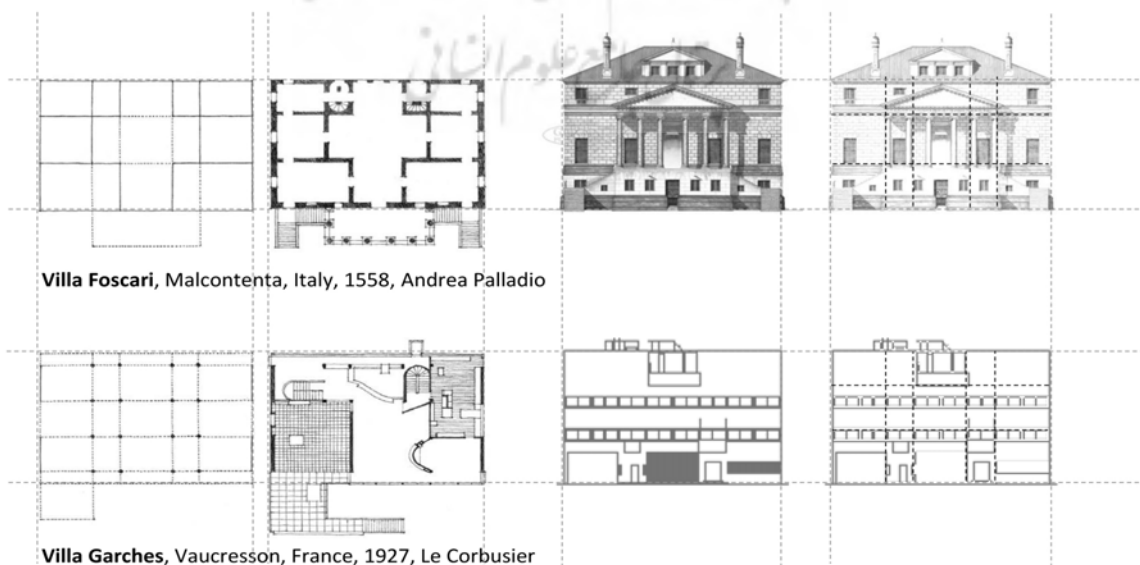 Villa Foscari, Malcontenta, Italy, 1558, Andrea Palladio
Villa Garches, Vaucresson, France, 1927, Le Corbusier